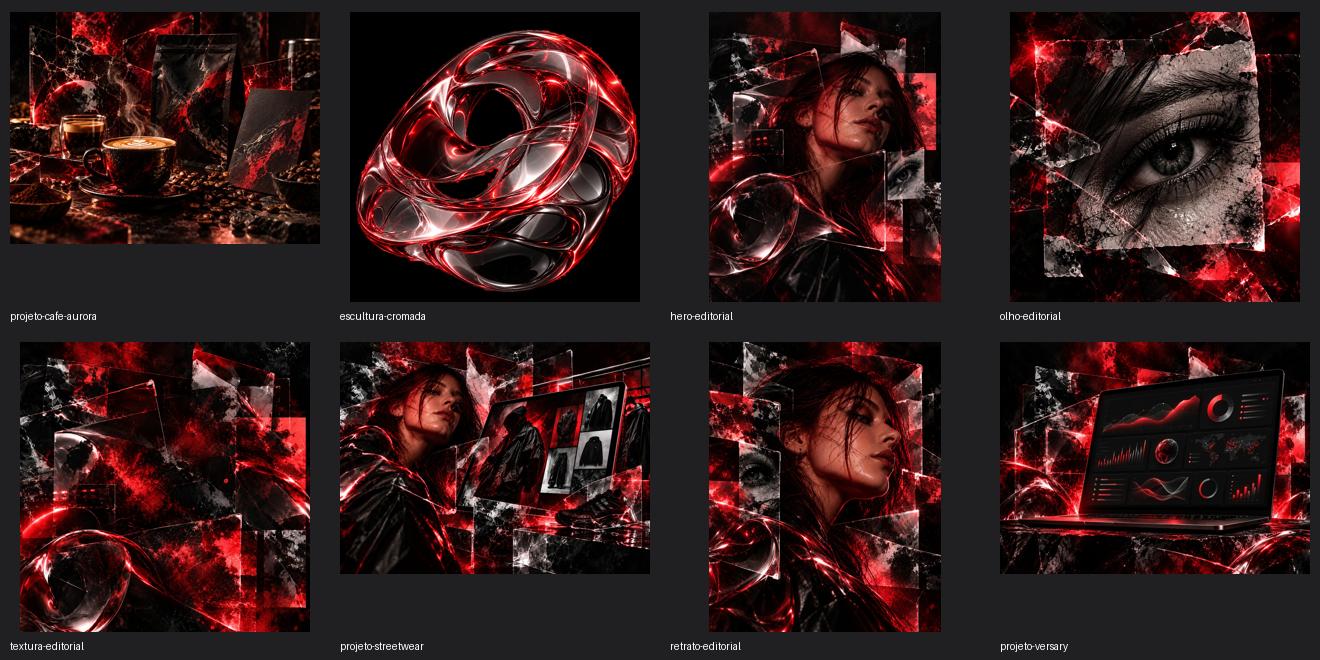 projeto-cafe-aurora
escultura-cromada
hero-editorial
olho-editorial
textura-editorial
projeto-streetwear
retrato-editorial
projeto-versary